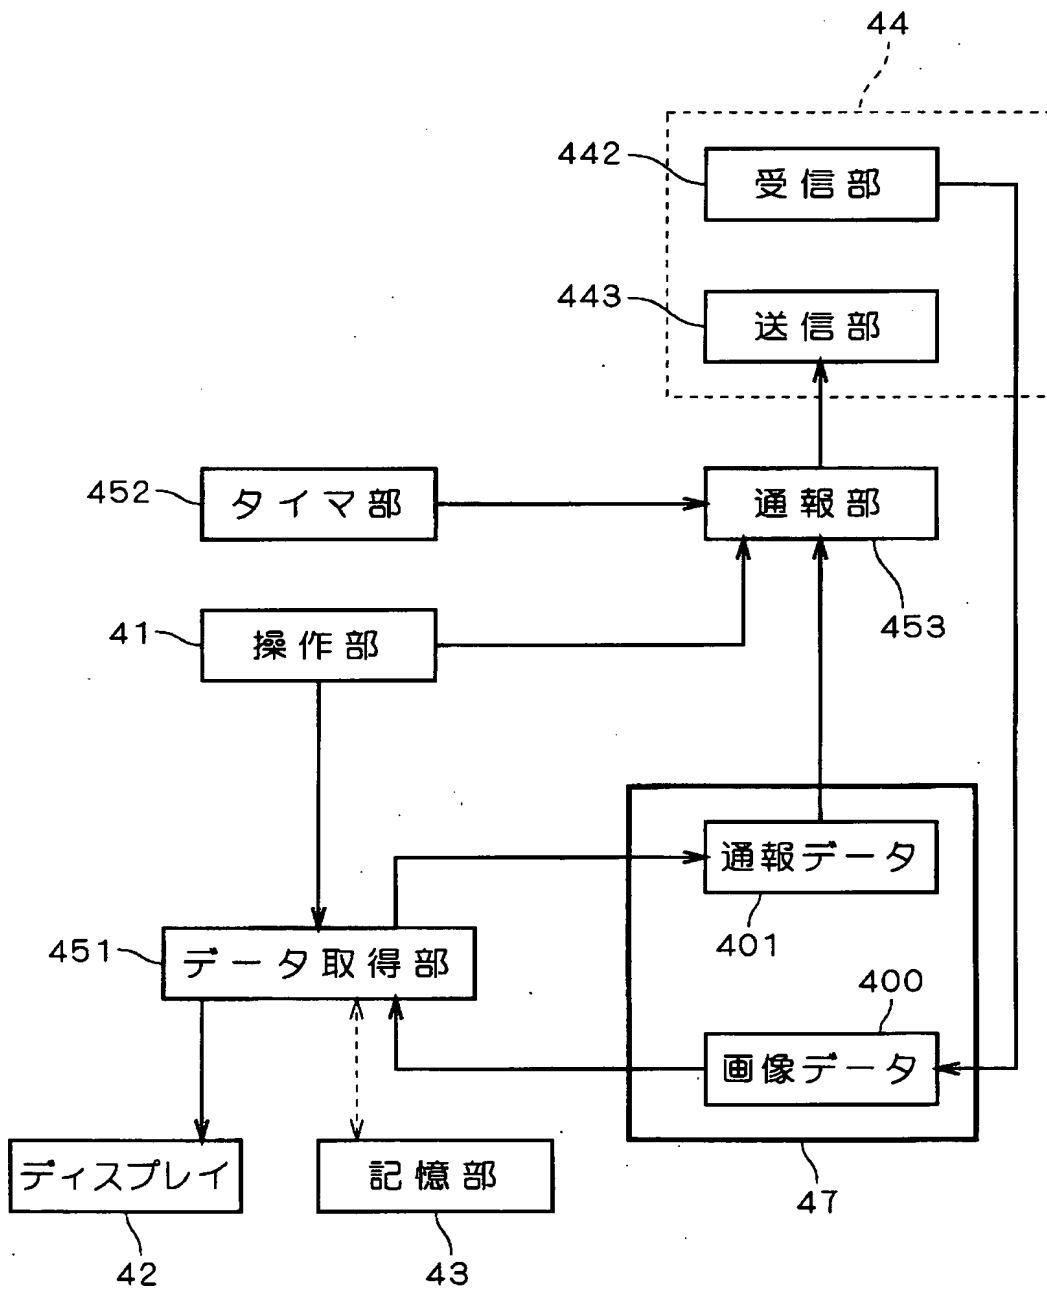 44
442
受信部
443
送信部
452
タイマ部
通報部
453
41
操作部
通報データ
401
451
データ取得部
400
画像データ
47
ディスプレイ
42
記憶部
43